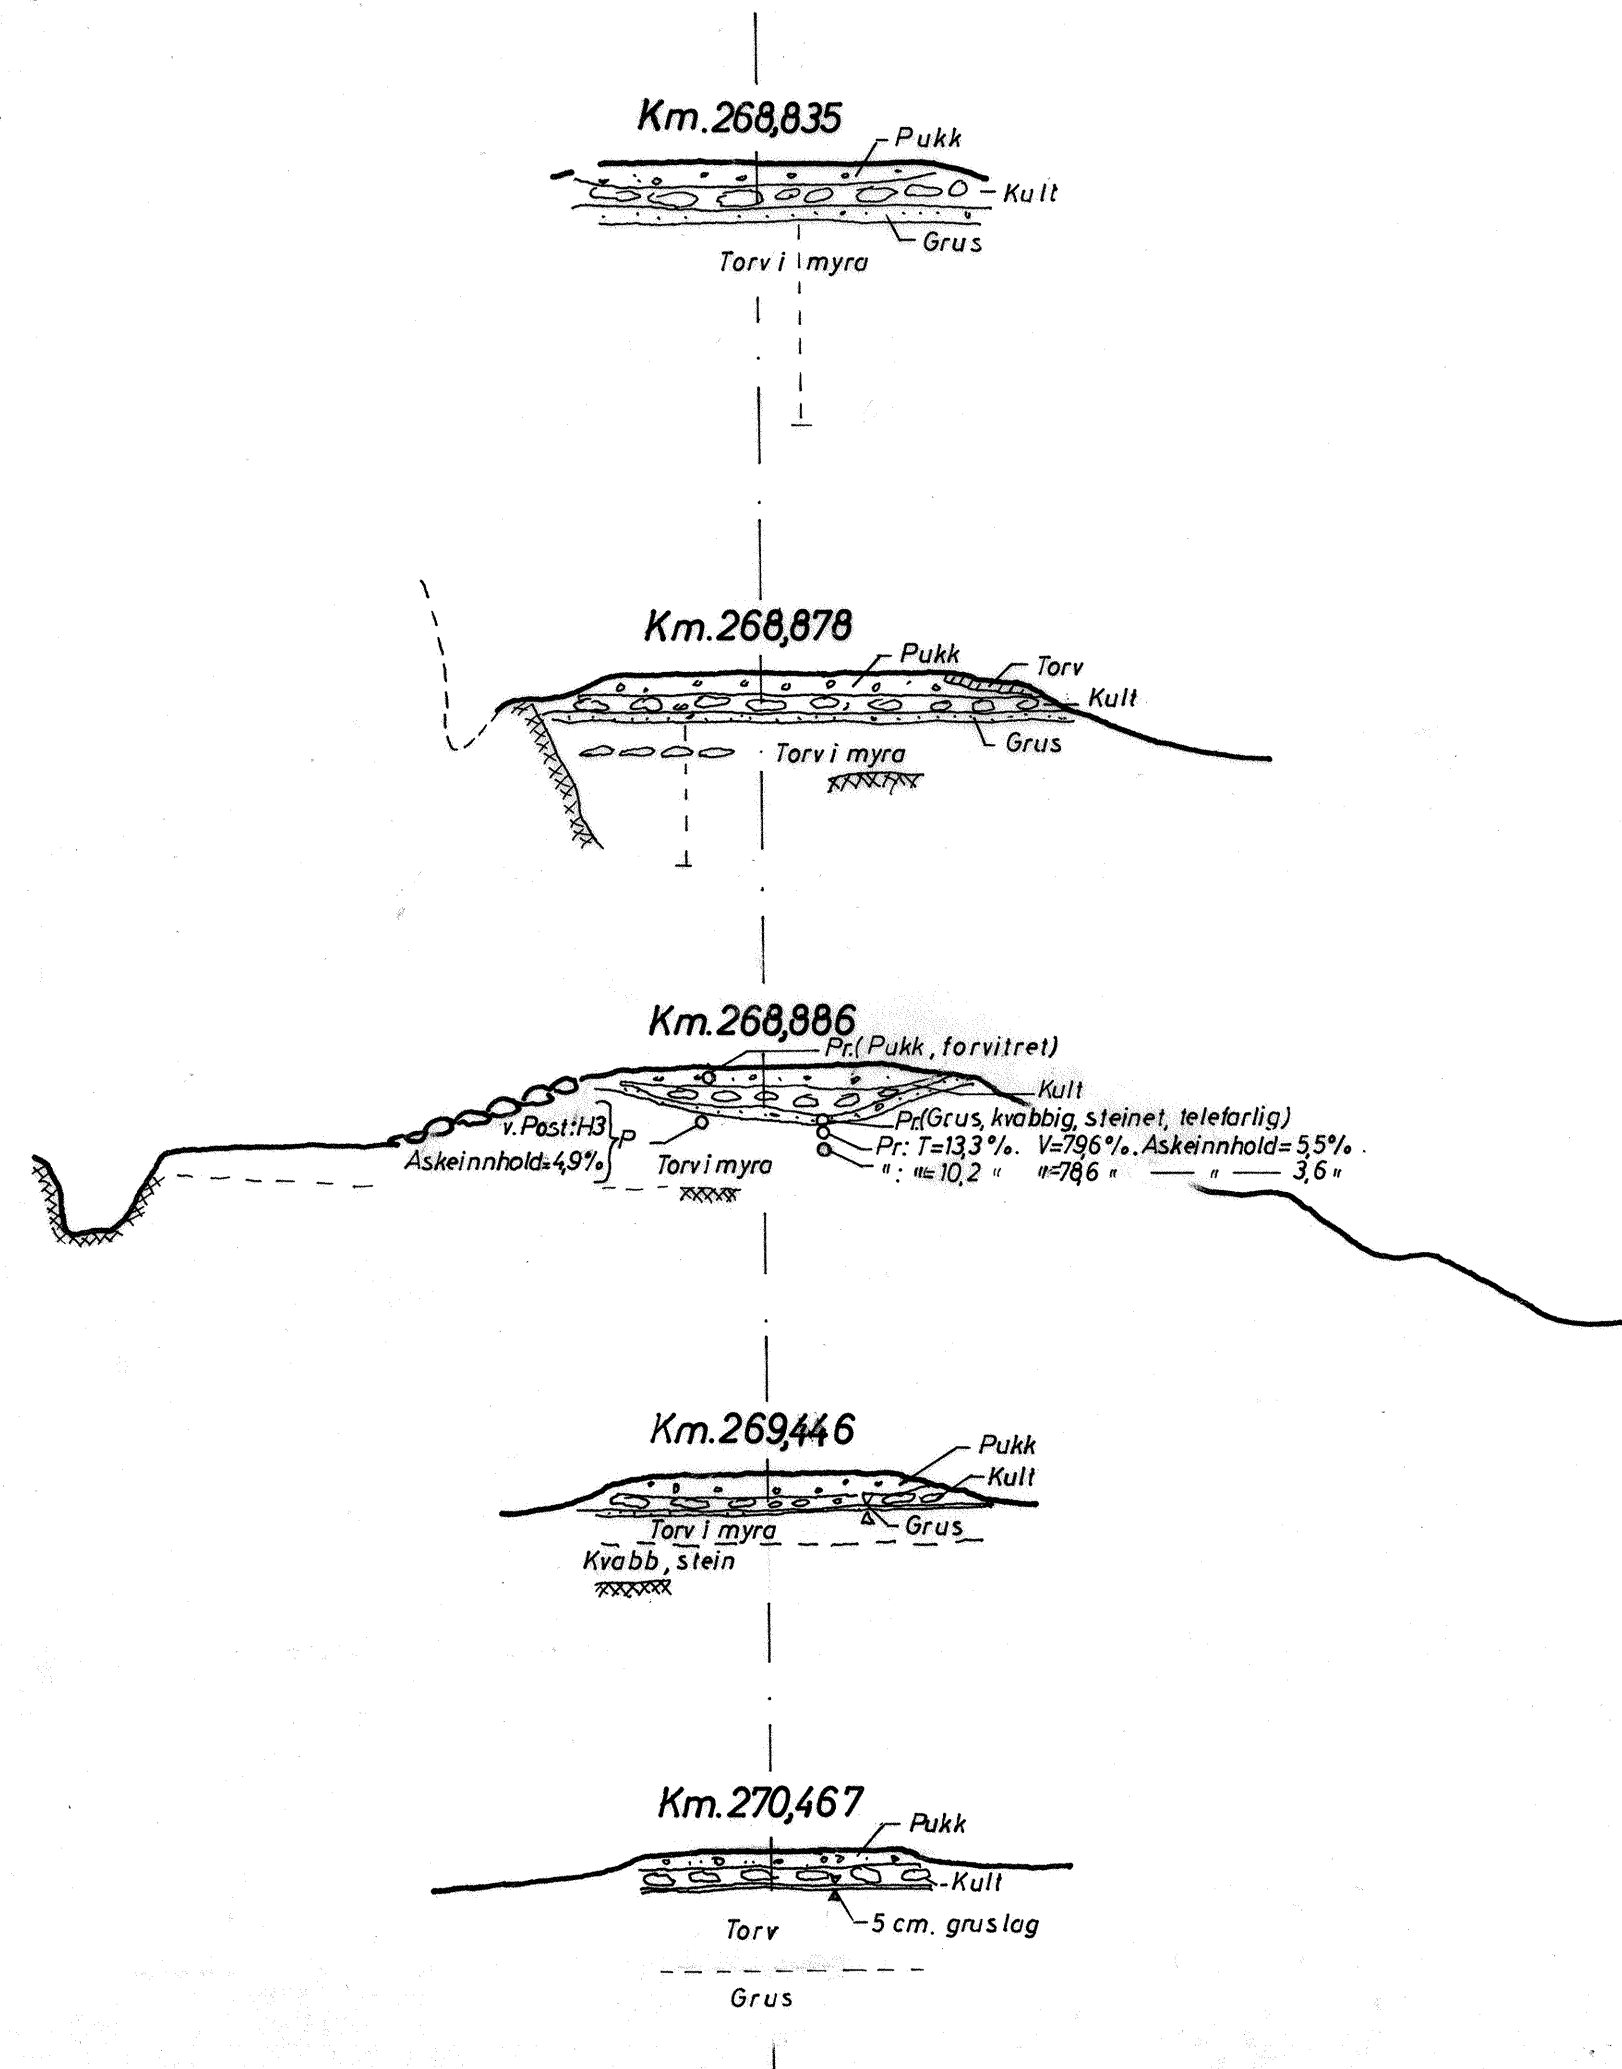 Km.268,835
Pukk
Kult
Grus
Torv i myra
Km.268,878
Pukk
Torv
Kult
Grus
Torv i myra
Km.268,886
Pr.(Pukk, forvitret)
Kult
v.Post:H3
P
Pr.(Grus, kvabbig, steinet, telefarlig)
Askeinnhold=4,9%.
Pr: T=13,3%. V=79,6%. Askeinnhold=5,5%.
Torv i myra
": "=10,2 " "=78,6 " — " — 3,6 "
Km.269,446
Pukk
Kult
Grus
Torv i myra
Kvabb, stein
Km.270,467
Pukk
Kult
5 cm. gruslag
Torv
Grus